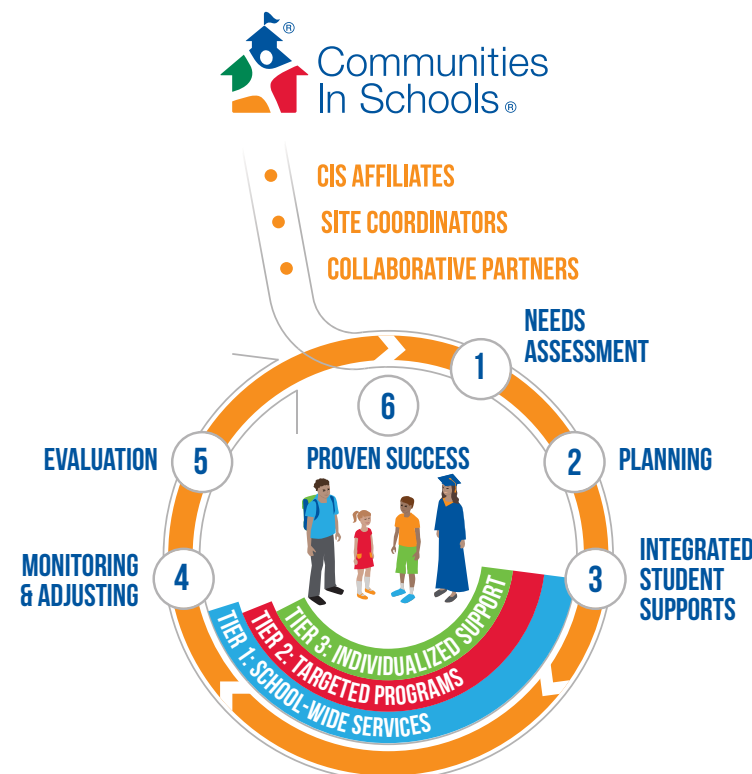 ®
Communities
In Schools ®
• CIS AFFILIATES
• SITE COORDINATORS
• COLLABORATIVE PARTNERS
1
NEEDS
ASSESSMENT
2
PLANNING
3
INTEGRATED
STUDENT
SUPPORTS
4
MONITORING
& ADJUSTING
5
EVALUATION
6
PROVEN SUCCESS
TIER 3: INDIVIDUALIZED SUPPORT
TIER 2: TARGETED PROGRAMS
TIER 1: SCHOOL-WIDE SERVICES